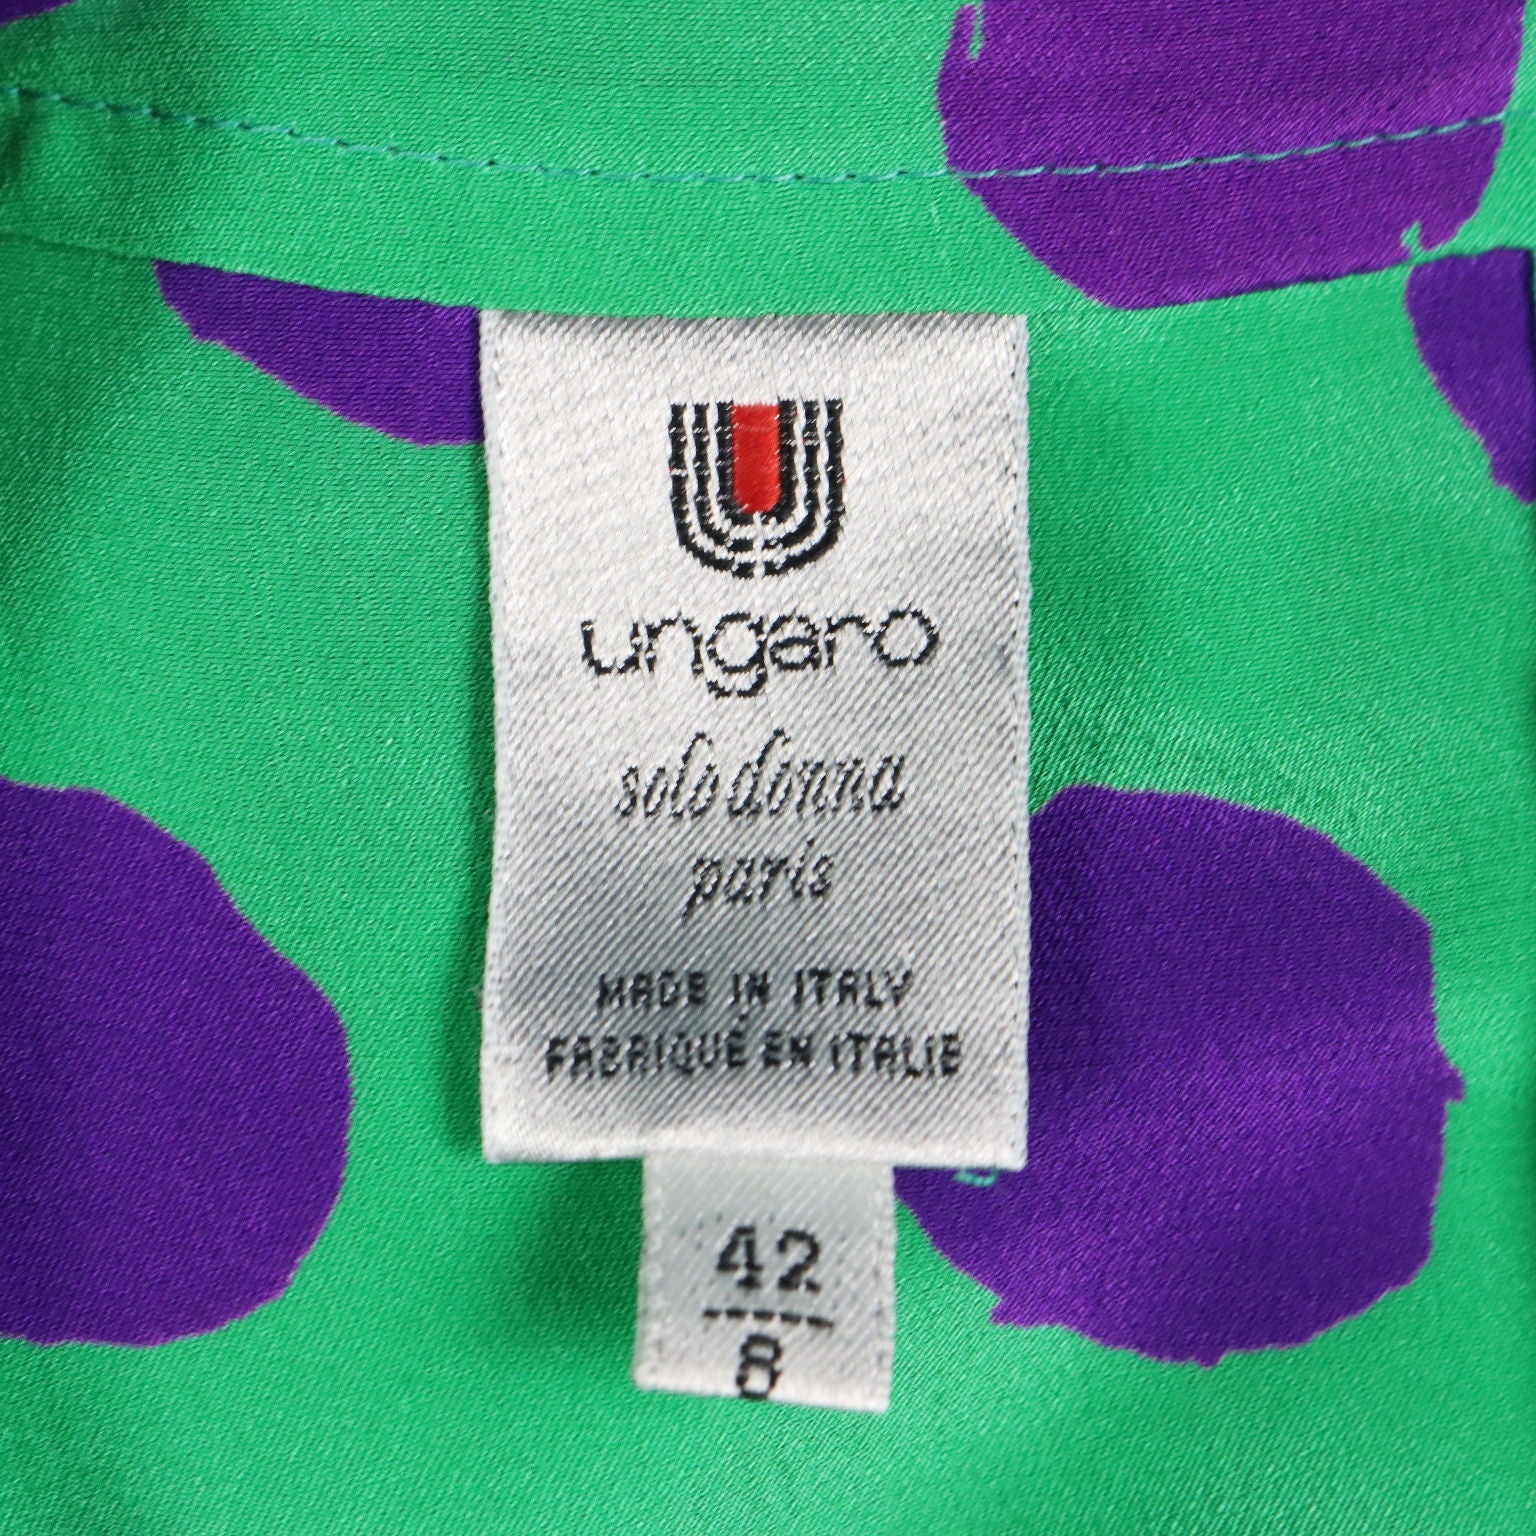 ungaro
solo donna
paris
MADE IN ITALY
FABRIQUÉ EN ITALIE
42
8